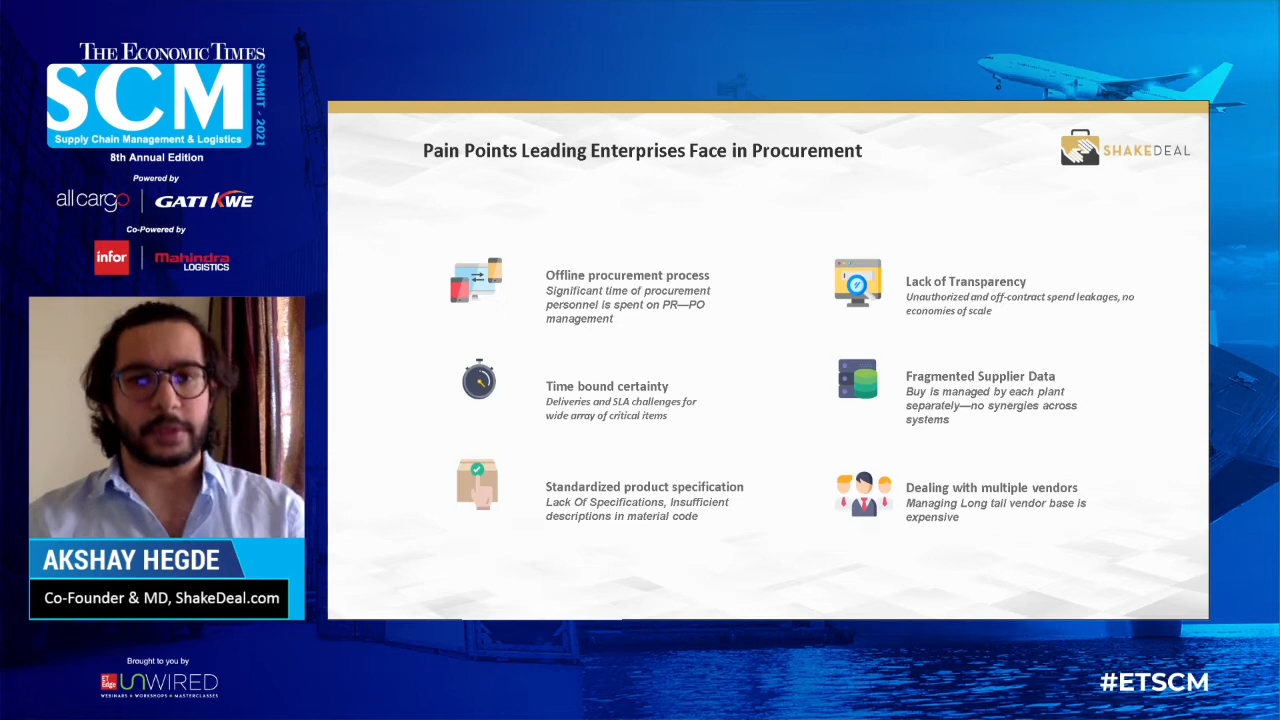 THE ECONOMIC TIMES
SCM
SUMMIT - 2021
Supply Chain Management & Logistics
8th Annual Edition
Powered by
allcargo
GATI KWE
Co-Powered by
infor
Mahindra
LOGISTICS
AKSHAY HEGDE
Co-Founder & MD, ShakeDeal.com
Brought to you by
ET Edge
UNWIRED
WEBINARS • WORKSHOPS • MASTERCLASSES
Pain Points Leading Enterprises Face in Procurement
SHAKEDEAL
Offline procurement process
Significant time of procurement
personnel is spent on PR—PO
management
Time bound certainty
Deliveries and SLA challenges for
wide array of critical items
Standardized product specification
Lack Of Specifications, Insufficient
descriptions in material code
Lack of Transparency
Unauthorized and off-contract spend leakages, no
economies of scale
Fragmented Supplier Data
Buy is managed by each plant
separately—no synergies across
systems
Dealing with multiple vendors
Managing Long tail vendor base is
expensive
#ETSCM